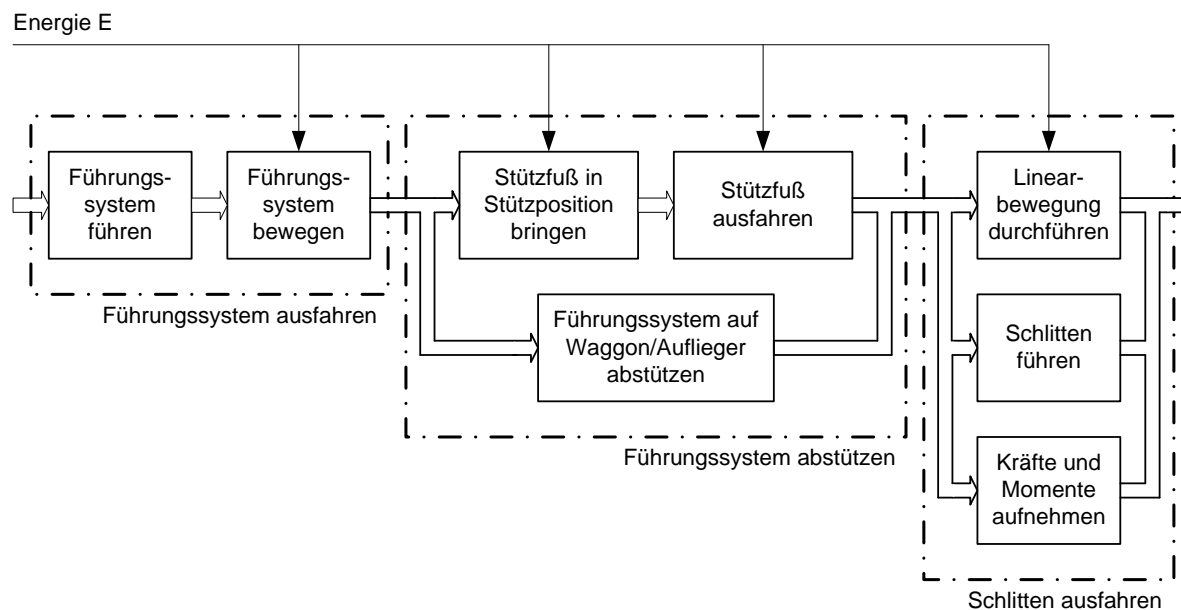 Energie E
Führungs-
system
führen
Führungs-
system
bewegen
Führungssystem ausfahren
Stützfuß in
Stützposition
bringen
Stützfuß
ausfahren
Führungssystem auf
Waggon/Auflieger
abstützen
Führungssystem abstützen
Linear-
bewegung
durchführen
Schlitten
führen
Kräfte und
Momente
aufnehmen
Schlitten ausfahren